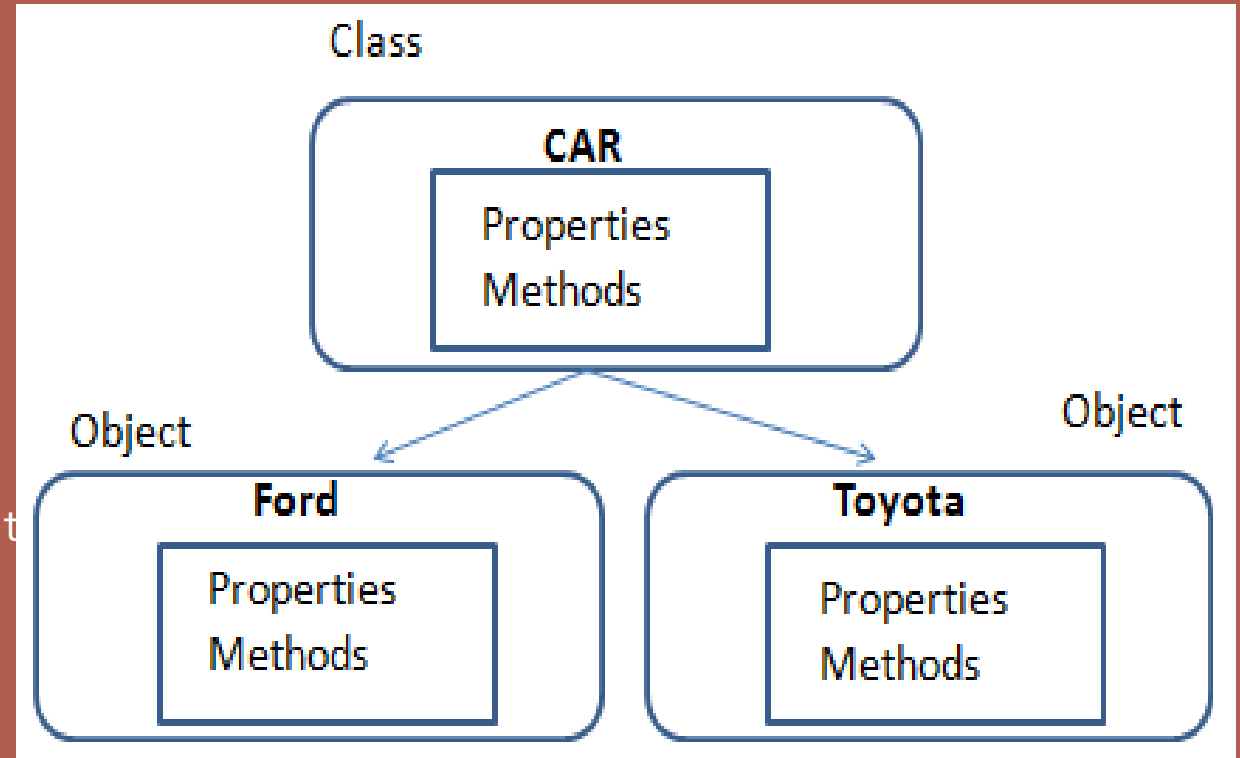 Class
CAR
Properties
Methods
Object
Object
Ford
Properties
Methods
Toyota
Properties
Methods
t